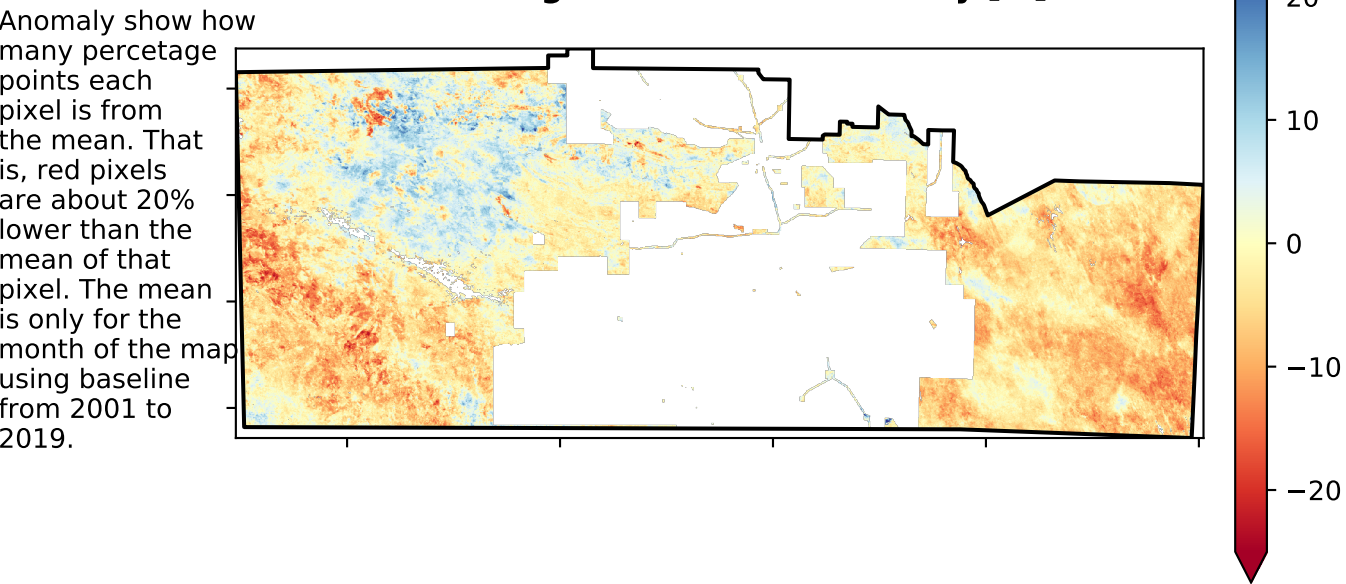 Anomaly show how
many percetage
points each
pixel is from
the mean. That
is, red pixels
are about 20%
lower than the
mean of that
pixel. The mean
is only for the
month of the map
using baseline
from 2001 to
2019.
20
10
0
−10
−20